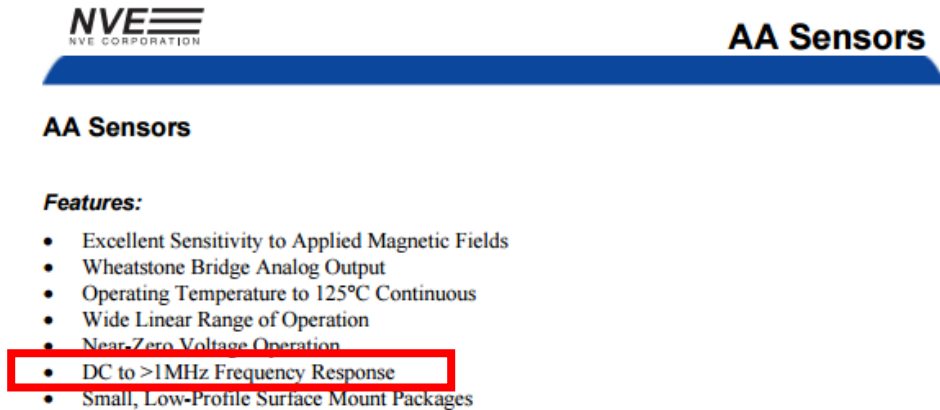 NVE
NVE CORPORATION
AA Sensors
AA Sensors
Features:
• Excellent Sensitivity to Applied Magnetic Fields
• Wheatstone Bridge Analog Output
• Operating Temperature to 125°C Continuous
• Wide Linear Range of Operation
• Near-Zero Voltage Operation
• DC to >1MHz Frequency Response
• Small, Low-Profile Surface Mount Packages